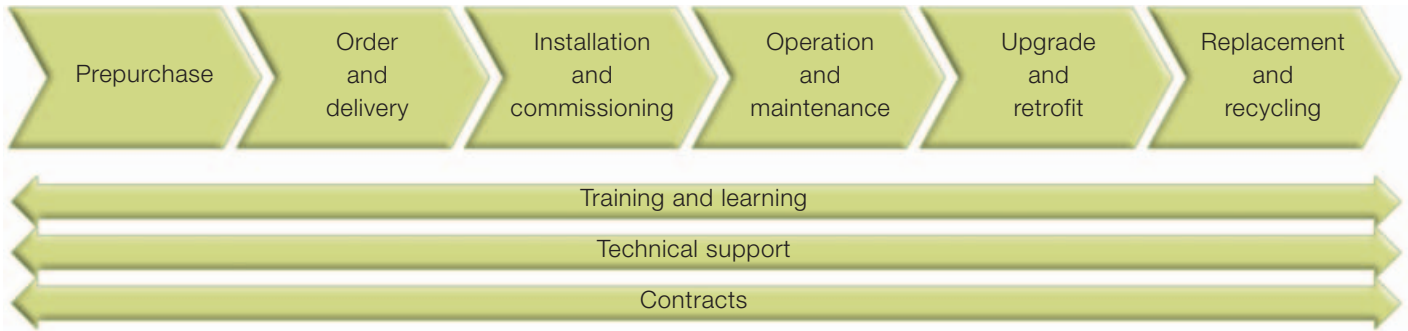 Prepurchase
Order
and
delivery
Installation
and
commissioning
Operation
and
maintenance
Upgrade
and
retrofit
Replacement
and
recycling
Training and learning
Technical support
Contracts